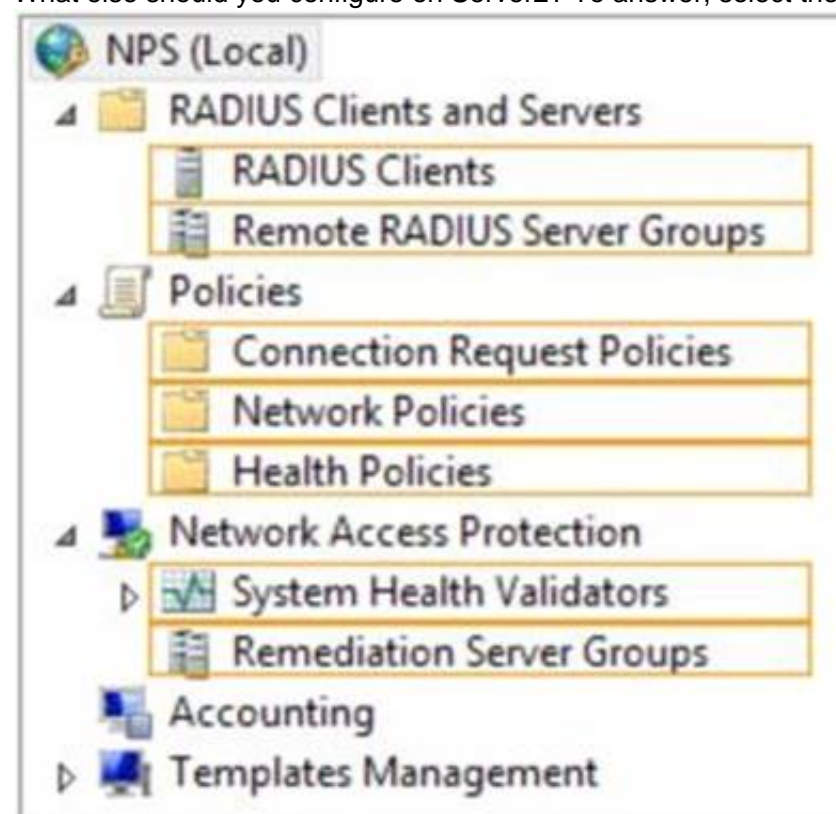 NPS (Local)
RADIUS Clients and Servers
RADIUS Clients
Remote RADIUS Server Groups
Policies
Connection Request Policies
Network Policies
Health Policies
Network Access Protection
System Health Validators
Remediation Server Groups
Accounting
Templates Management